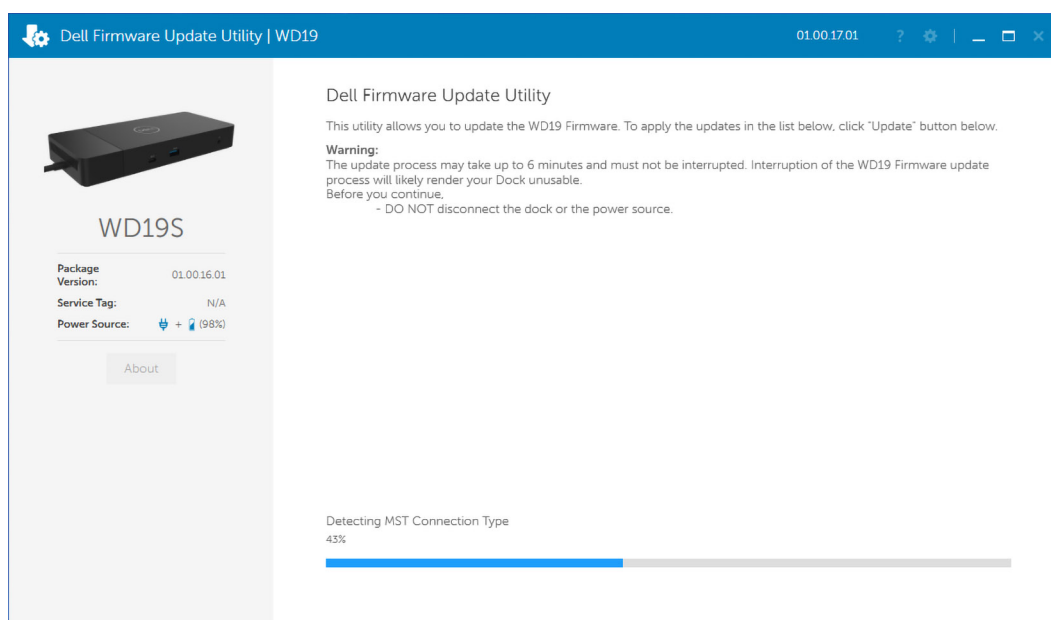 Dell Firmware Update Utility | WD19
01.00.17.01
?
Dell Firmware Update Utility
This utility allows you to update the WD19 Firmware. To apply the updates in the list below, click "Update" button below.
Warning:
The update process may take up to 6 minutes and must not be interrupted. Interruption of the WD19 Firmware update
process will likely render your Dock unusable.
Before you continue,
- DO NOT disconnect the dock or the power source.
WD19S
Package
Version:
01.00.16.01
Service Tag:
N/A
Power Source:
+
(98%)
About
Detecting MST Connection Type
43%